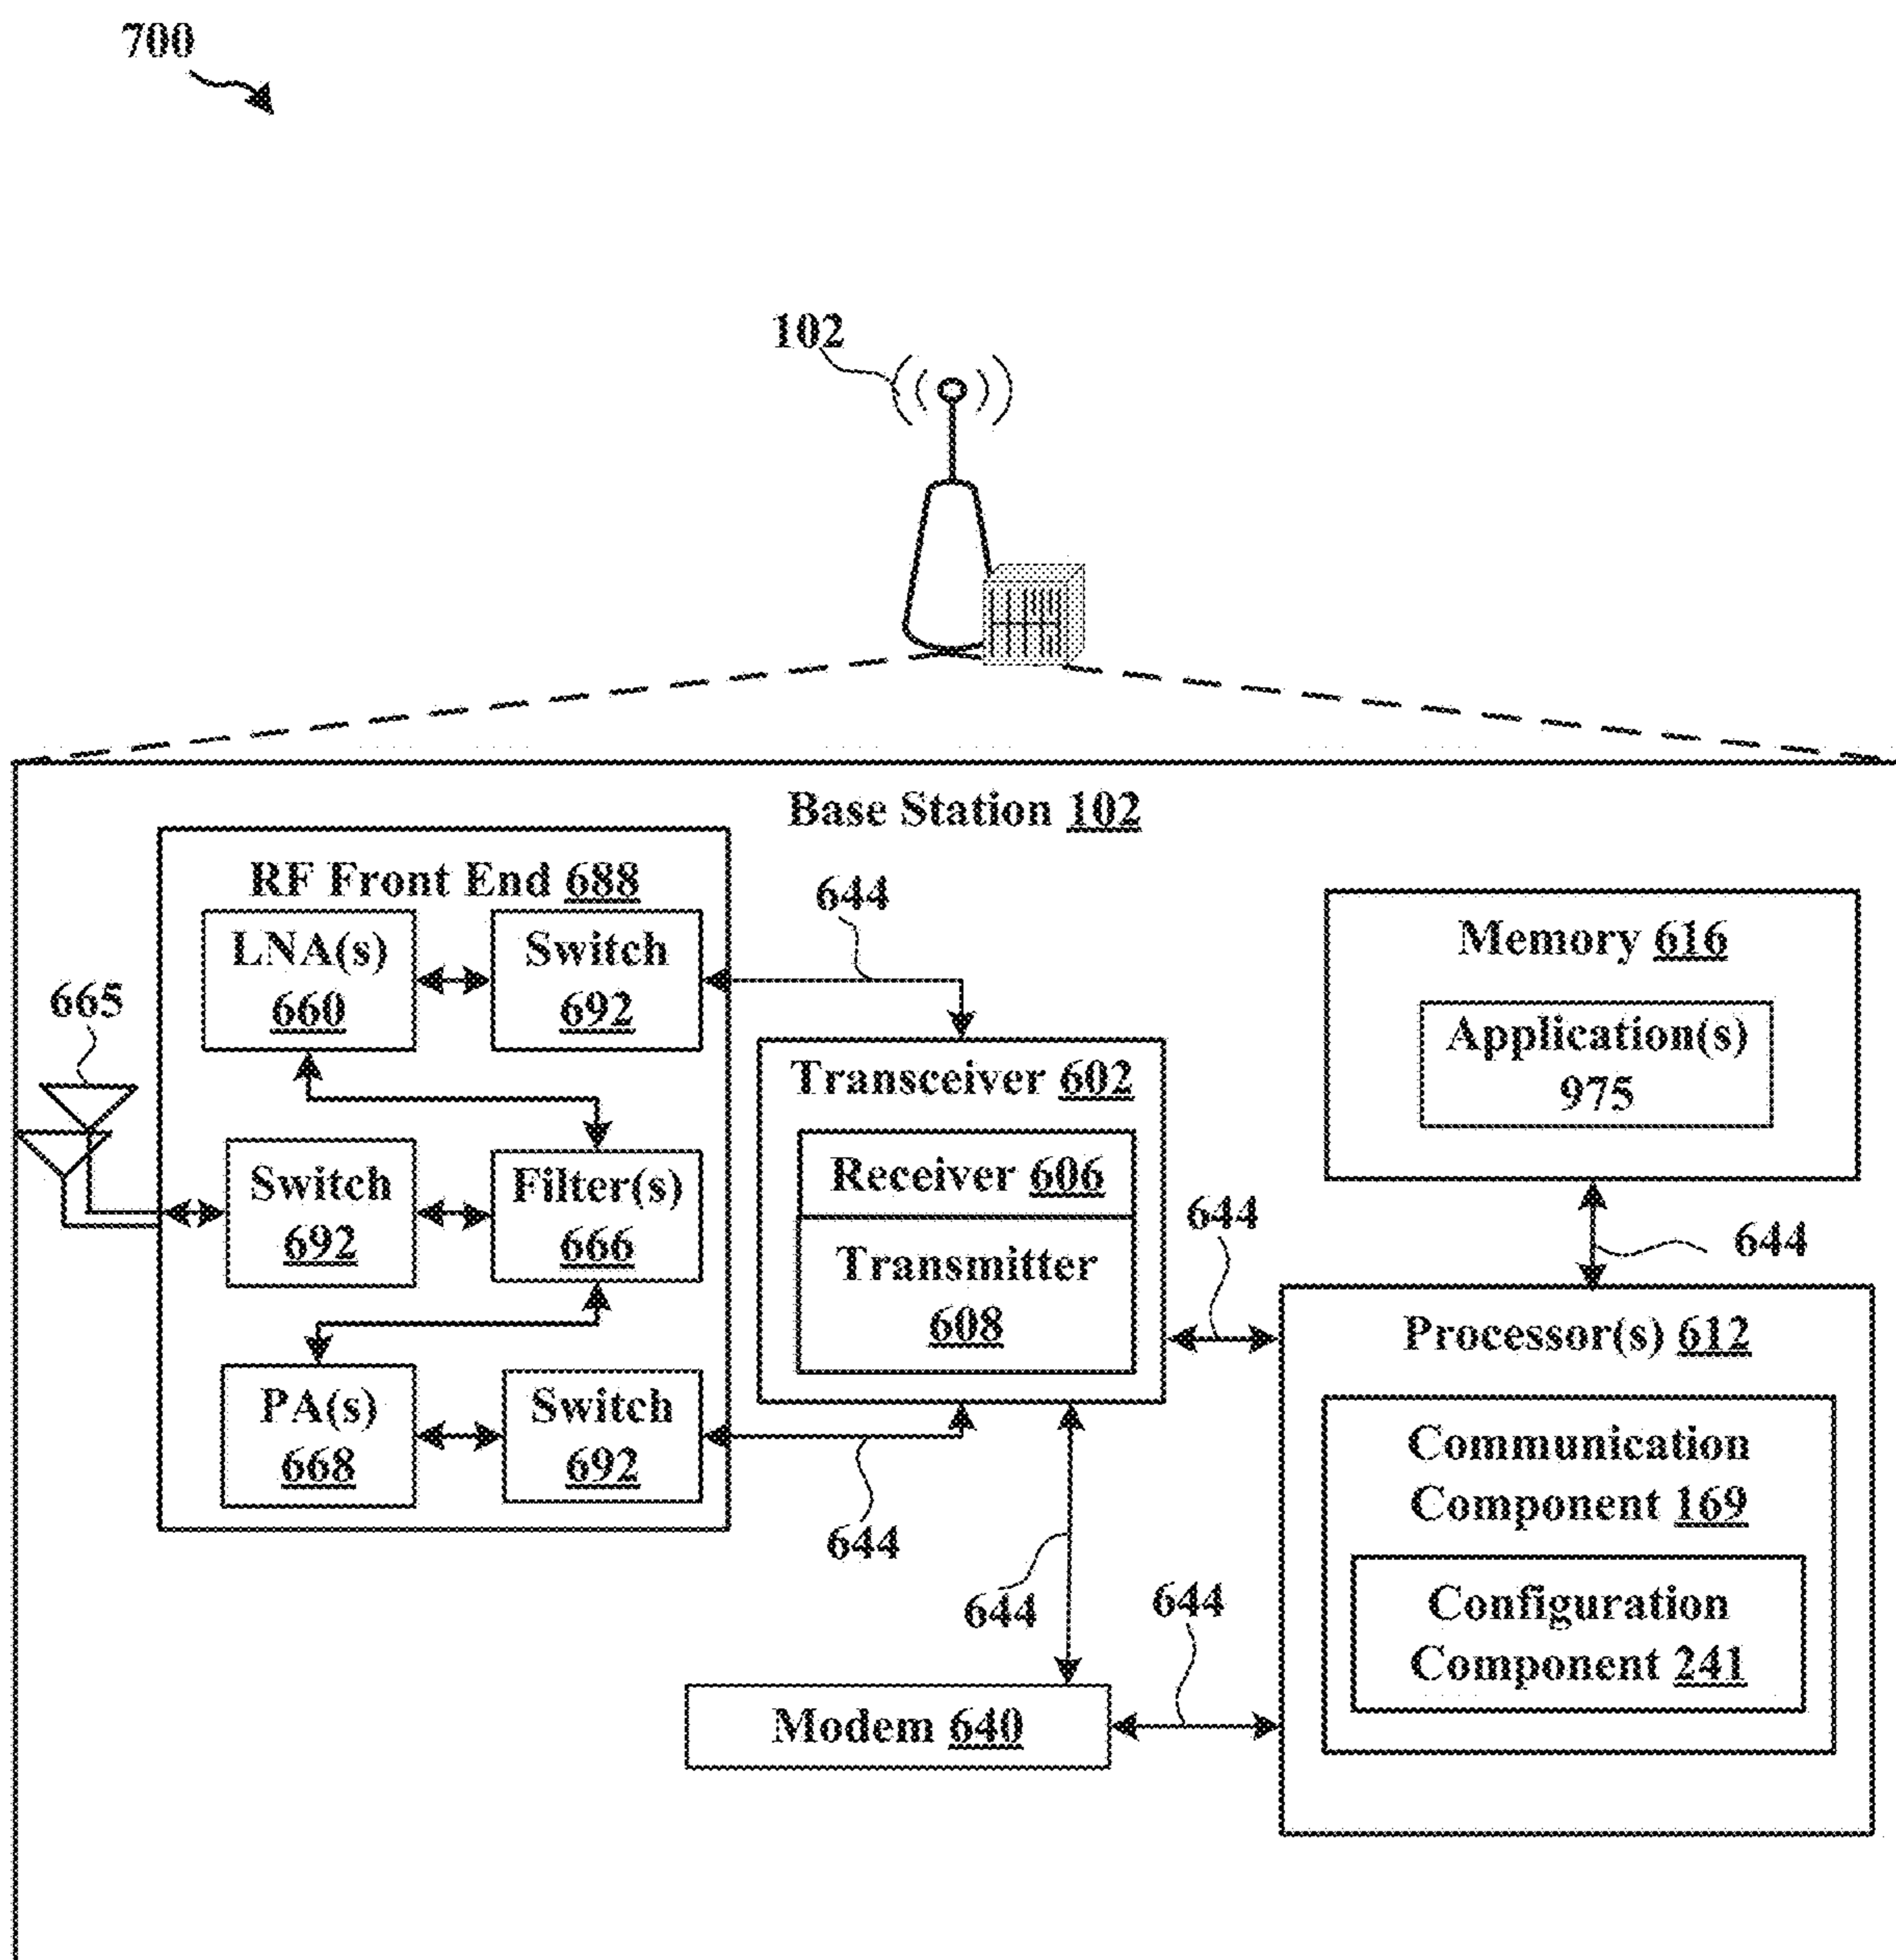 700
102
Base Station 102
RF Front End 688
LNA(s)
660
Switch
692
644
665
Switch
692
Filter(s)
666
PA(s)
668
Switch
692
644
Transceiver 602
Receiver 606
Transmitter
608
644
Memory 616
Application(s)
975
644
Processor(s) 612
Communication
Component 169
Configuration
Component 241
644
644
Modem 640